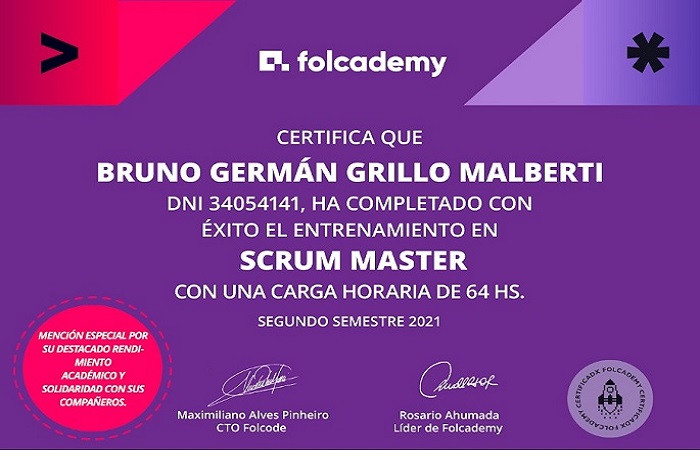 folcademy
CERTIFICA QUE
BRUNO GERMÁN GRILLO MALBERTI
DNI 34054141, HA COMPLETADO CON
ÉXITO EL ENTRENAMIENTO EN
SCRUM MASTER
CON UNA CARGA HORARIA DE 64 HS.
SEGUNDO SEMESTRE 2021
MENCIÓN ESPECIAL POR
SU DESTACADO RENDI-
MIENTO
ACADÉMICO Y
SOLIDARIDAD CON SUS
COMPAÑEROS.
Maximiliano Alves Pinheiro
CTO Folcode
Rosario Ahumada
Líder de Folcademy
CERTIFICADX FOLCADEMY CERTIFICADX FOLCADEMY